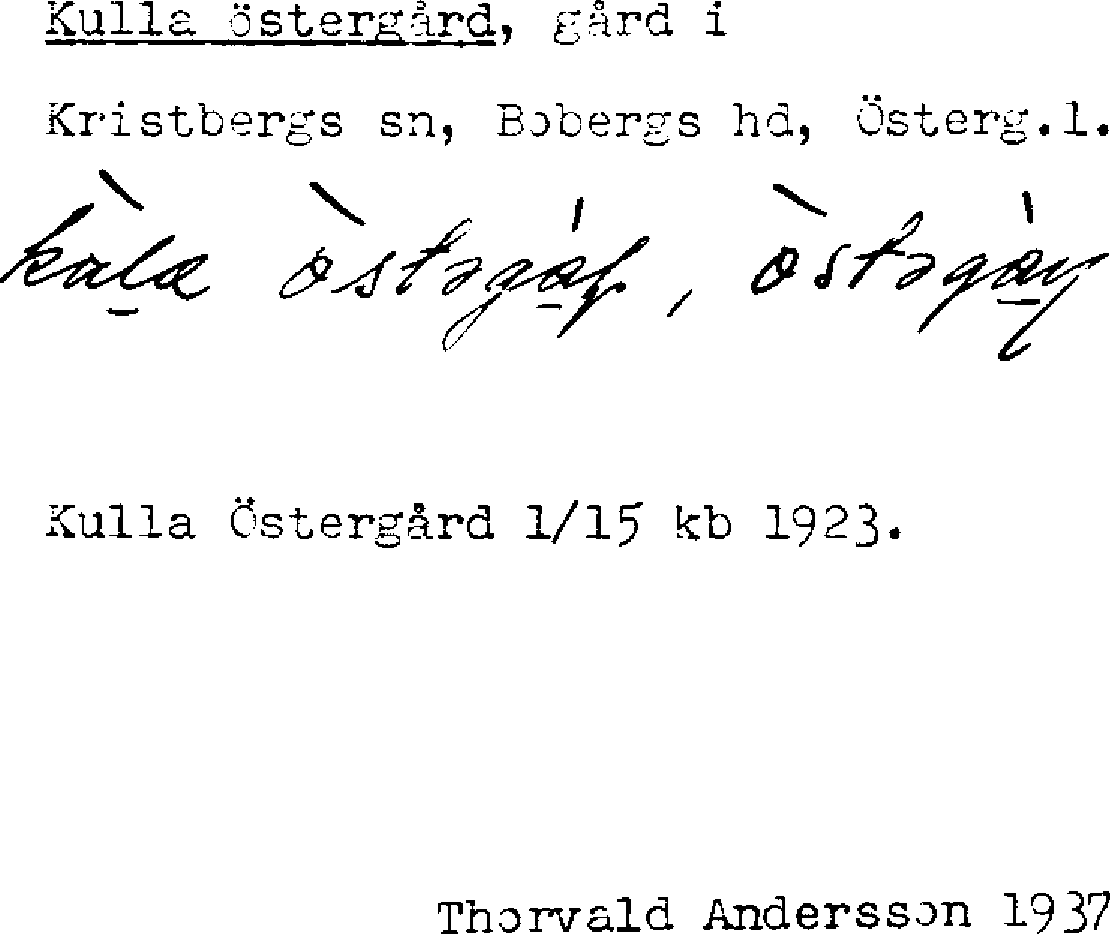 Kulla östergård, gård i
Kristbergs sn, Bobergs hd, Österg.l.
Kulla Östergård 1/15 kb 1923.
Thorvald Andersson 1937